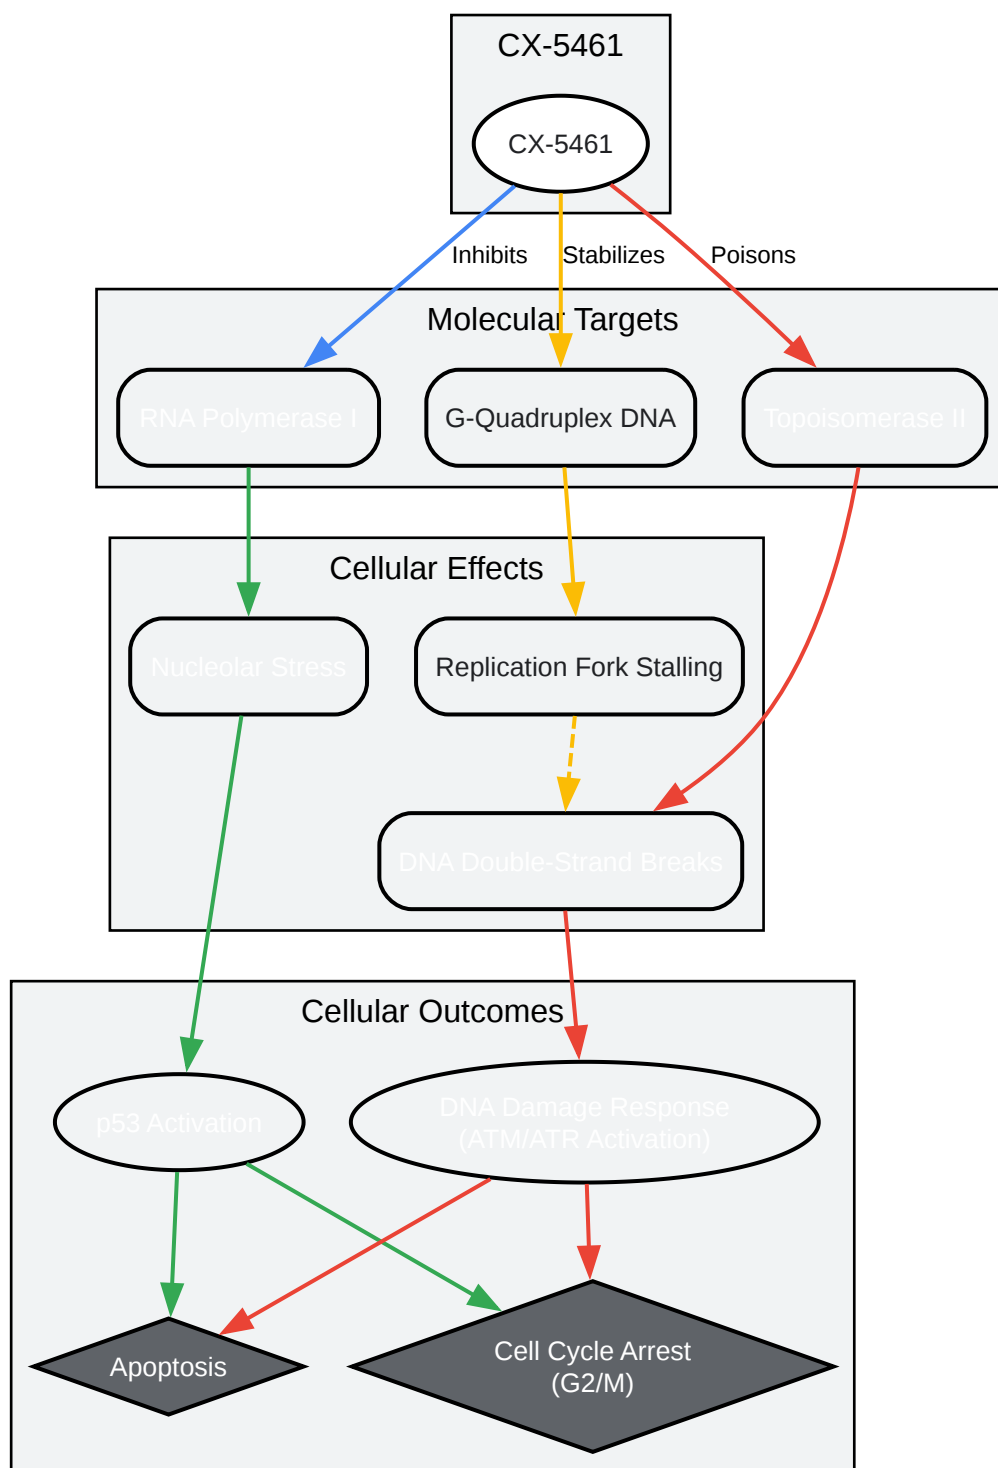 CX-5461
CX-5461
Inhibits
Stabilizes
Poisons
Molecular Targets
RNA Polymerase I
G-Quadruplex DNA
Topoisomerase II
Cellular Effects
Nucleolar Stress
Replication Fork Stalling
DNA Double-Strand Breaks
Cellular Outcomes
p53 Activation
DNA Damage Response
(ATM/ATR Activation)
Apoptosis
Cell Cycle Arrest
(G2/M)